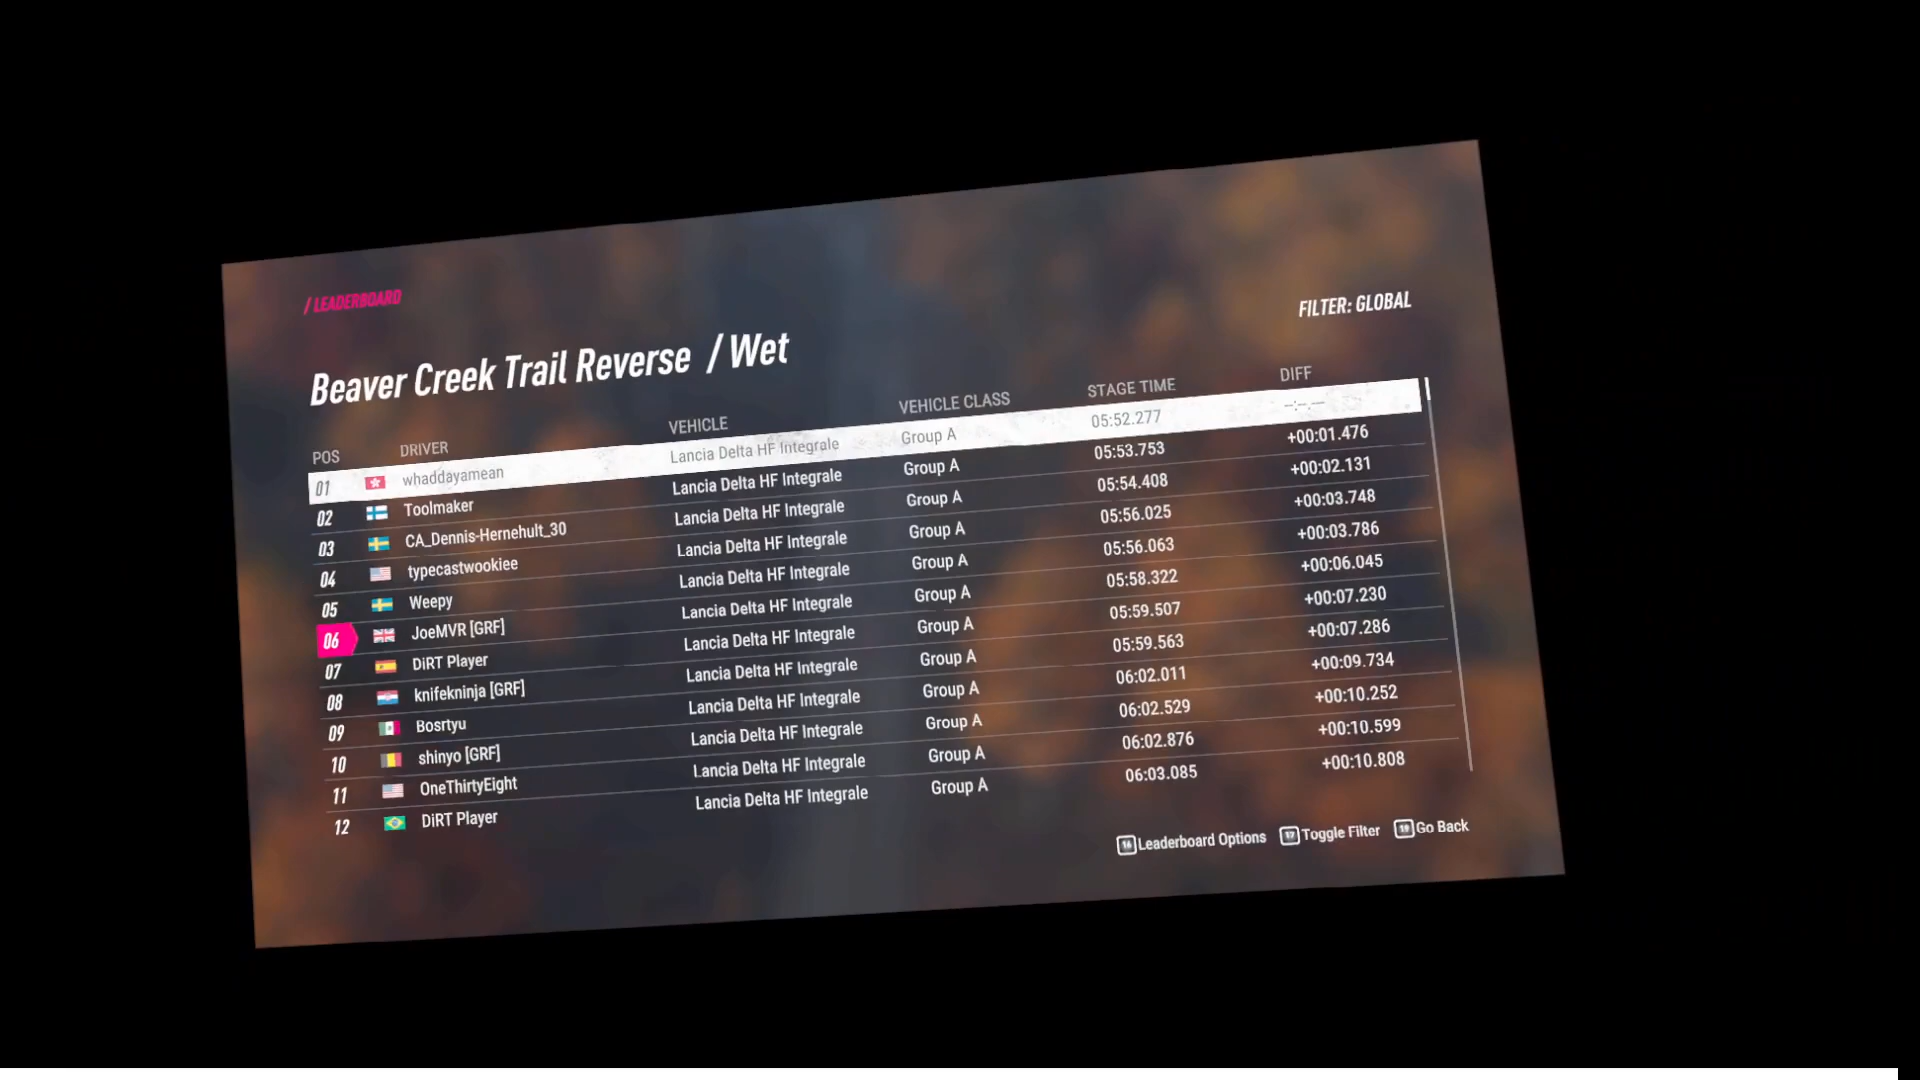 / LEADERBOARD
FILTER: GLOBAL
Beaver Creek Trail Reverse / Wet
POS DRIVER VEHICLE VEHICLE CLASS STAGE TIME DIFF
01 whaddayamean Lancia Delta HF Integrale Group A 05:52.277 --:--.---
02 Toolmaker Lancia Delta HF Integrale Group A 05:53.753 +00:01.476
03 CA_Dennis-Hernehult_30 Lancia Delta HF Integrale Group A 05:54.408 +00:02.131
04 typecastwookiee Lancia Delta HF Integrale Group A 05:56.025 +00:03.748
05 Weepy Lancia Delta HF Integrale Group A 05:56.063 +00:03.786
06 JoeMVR [GRF] Lancia Delta HF Integrale Group A 05:58.322 +00:06.045
07 DiRT Player Lancia Delta HF Integrale Group A 05:59.507 +00:07.230
08 knifekninja [GRF] Lancia Delta HF Integrale Group A 05:59.563 +00:07.286
09 Bosrtyu Lancia Delta HF Integrale Group A 06:02.011 +00:09.734
10 shinyo [GRF] Lancia Delta HF Integrale Group A 06:02.529 +00:10.252
11 OneThirtyEight Lancia Delta HF Integrale Group A 06:02.876 +00:10.599
12 DiRT Player Lancia Delta HF Integrale Group A 06:03.085 +00:10.808
16 Leaderboard Options 17 Toggle Filter Go Back